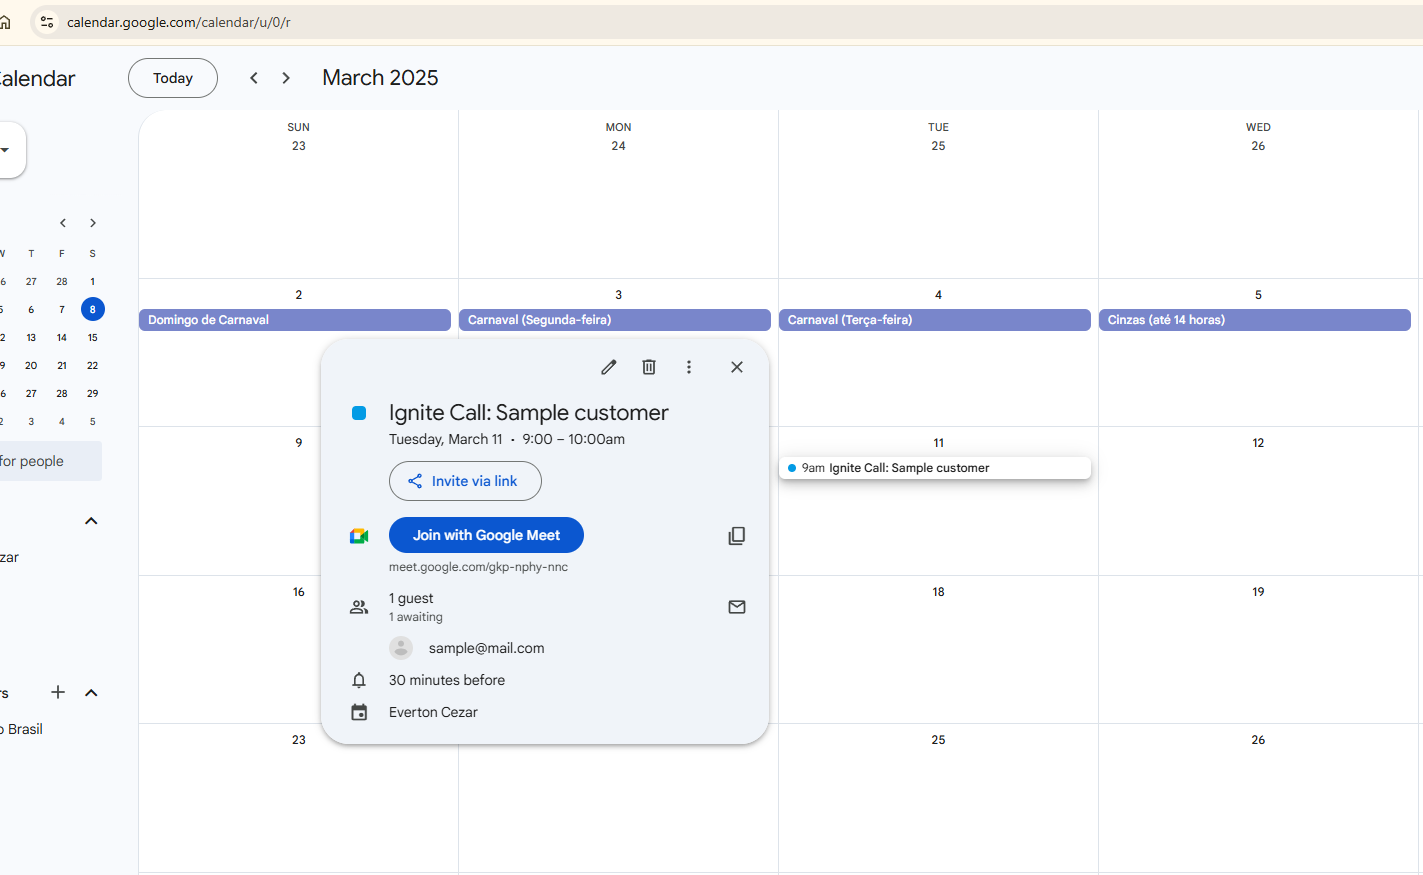 calendar.google.com/calendar/u/0/r
Calendar
Today
March 2025
SUN
23
MON
24
TUE
25
WED
26
2
Domingo de Carnaval
3
Carnaval (Segunda-feira)
4
Carnaval (Terça-feira)
5
Cinzas (até 14 horas)
W T F S
6 27 28 1
5 6 7 8
2 13 14 15
9 20 21 22
6 27 28 29
2 3 4 5
for people
zar
rs
o Brasil
Ignite Call: Sample customer
Tuesday, March 11 • 9:00 – 10:00am
Invite via link
Join with Google Meet
meet.google.com/gkp-nphy-nnc
1 guest
1 awaiting
sample@mail.com
30 minutes before
Everton Cezar
9
11
9am Ignite Call: Sample customer
12
16
18
19
23
25
26